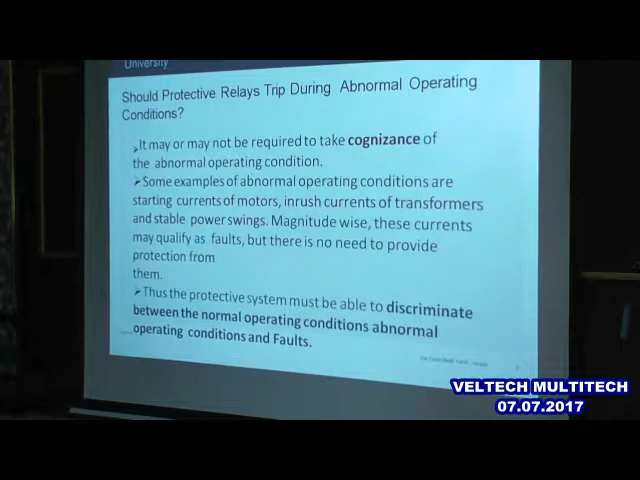 University
Should Protective Relays Trip During Abnormal Operating
Conditions?
➢It may or may not be required to take cognizance of
the abnormal operating condition.
➢Some examples of abnormal operating conditions are
starting currents of motors, inrush currents of transformers
and stable power swings. Magnitude wise, these currents
may qualify as faults, but there is no need to provide
protection from
them.
➢Thus the protective system must be able to discriminate
between the normal operating conditions abnormal
operating conditions and Faults.
VELTECH MULTITECH
07.07.2017